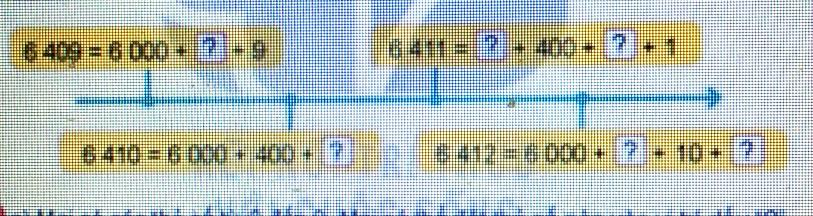 6 409 = 6 000 + ? + 9
6 411 = ? + 400 + ? + 1
6 410 = 6 000 + 400 + ?
6 412 = 6 000 + ? + 10 + ?